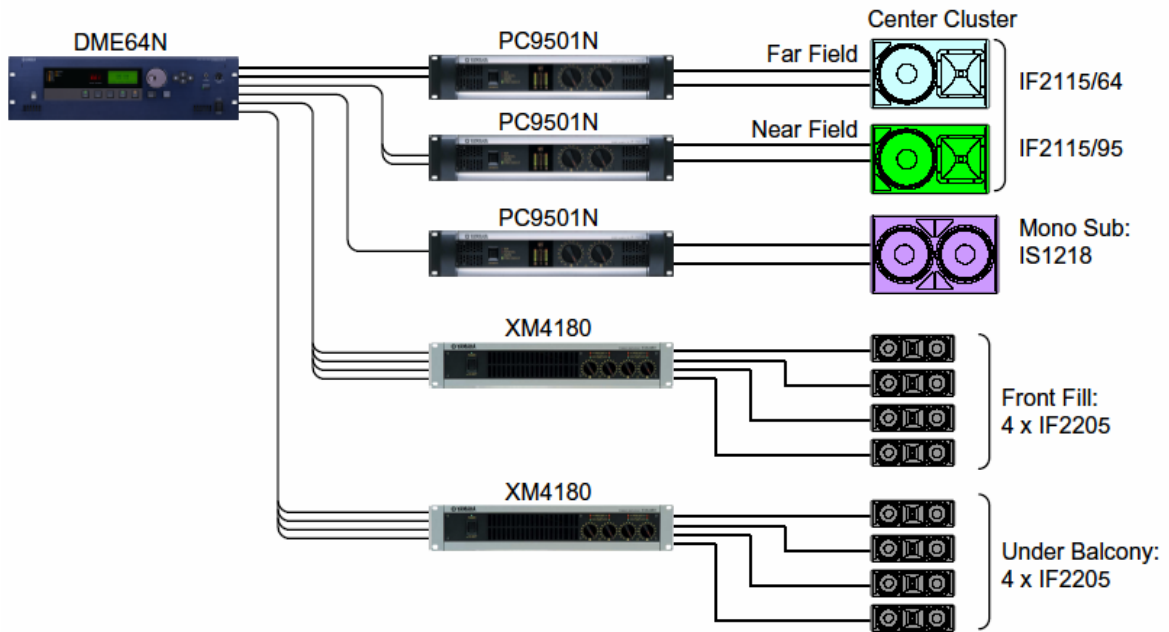 Center Cluster
DME64N
PC9501N
Far Field
IF2115/64
PC9501N
Near Field
IF2115/95
PC9501N
Mono Sub:
IS1218
XM4180
Front Fill:
4 x IF2205
XM4180
Under Balcony:
4 x IF2205